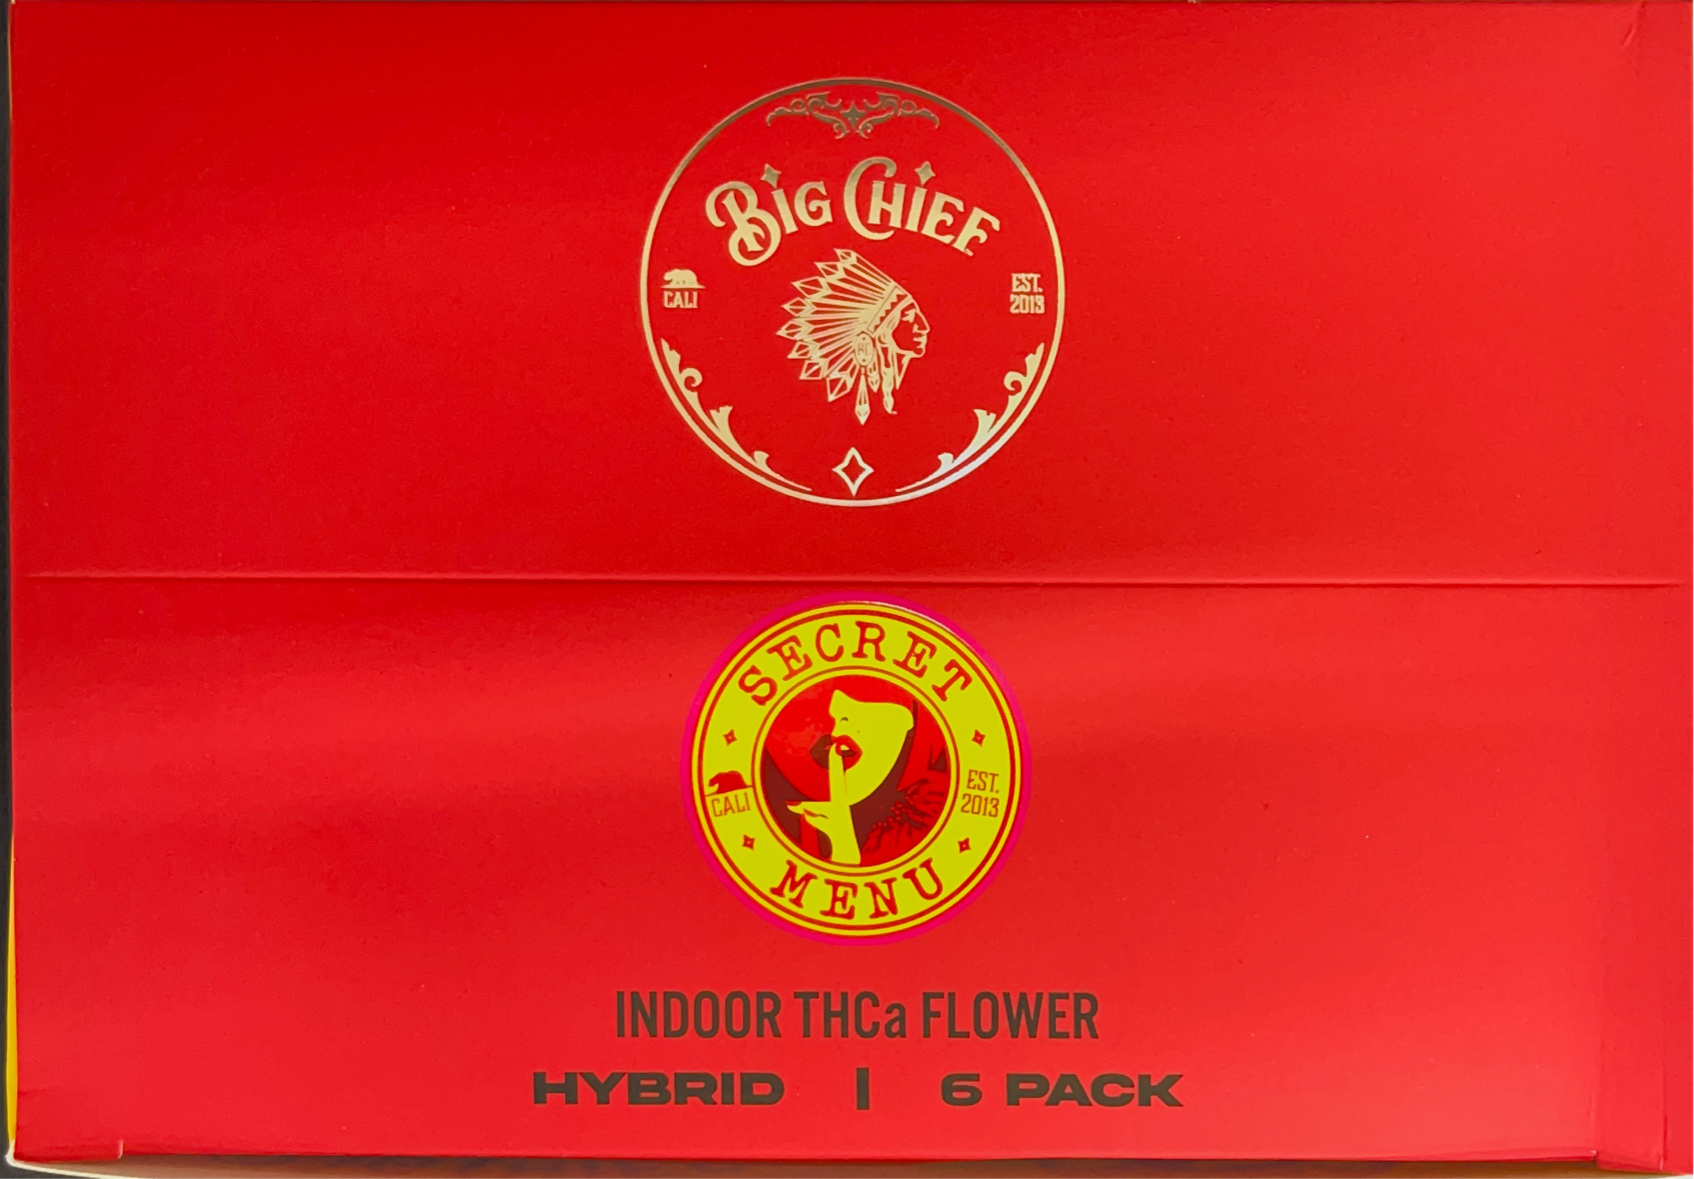 BIG CHIEF
CALI
EST.
2013
SECRET
CALI
EST.
2013
MENU
INDOOR THCa FLOWER
HYBRID | 6 PACK